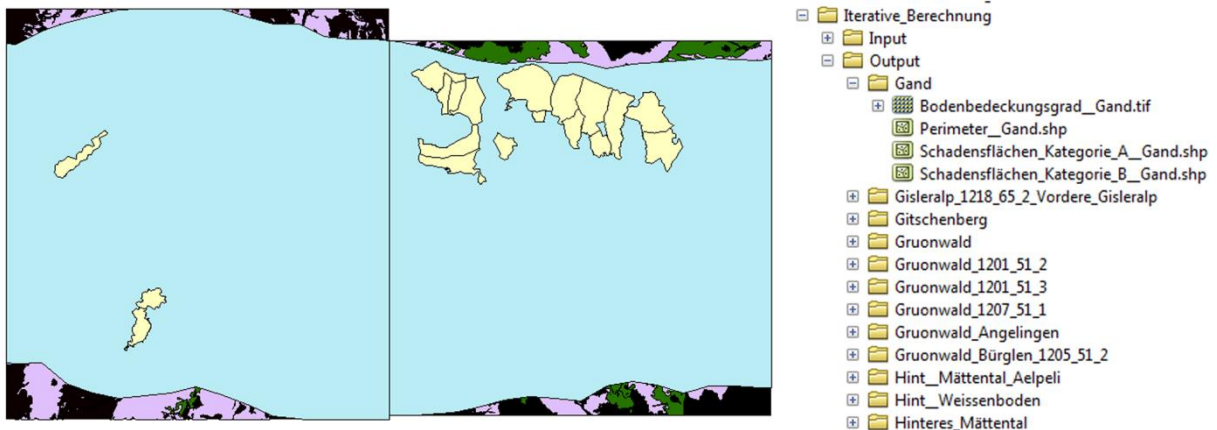 Iterative_Berechnung
Input
Output
Gand
Bodenbedeckungsgrad__Gand.tif
Perimeter__Gand.shp
Schadensflächen_Kategorie_A__Gand.shp
Schadensflächen_Kategorie_B__Gand.shp
Gisleralp_1218_65_2_Vordere_Gisleralp
Gitschenberg
Gruonwald
Gruonwald_1201_51_2
Gruonwald_1201_51_3
Gruonwald_1207_51_1
Gruonwald_Angelingen
Gruonwald_Bürglen_1205_51_2
Hint__Mättental_Aelpeli
Hint__Weissenboden
Hinteres_Mättental